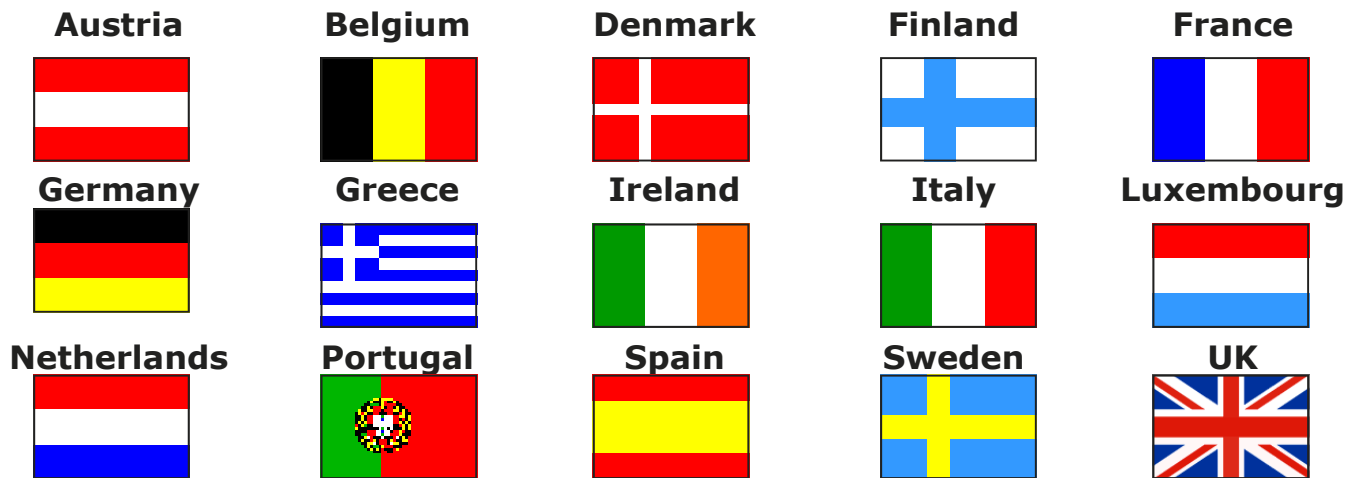 Austria Belgium Denmark Finland France
Germany Greece Ireland Italy Luxembourg
Netherlands Portugal Spain Sweden UK